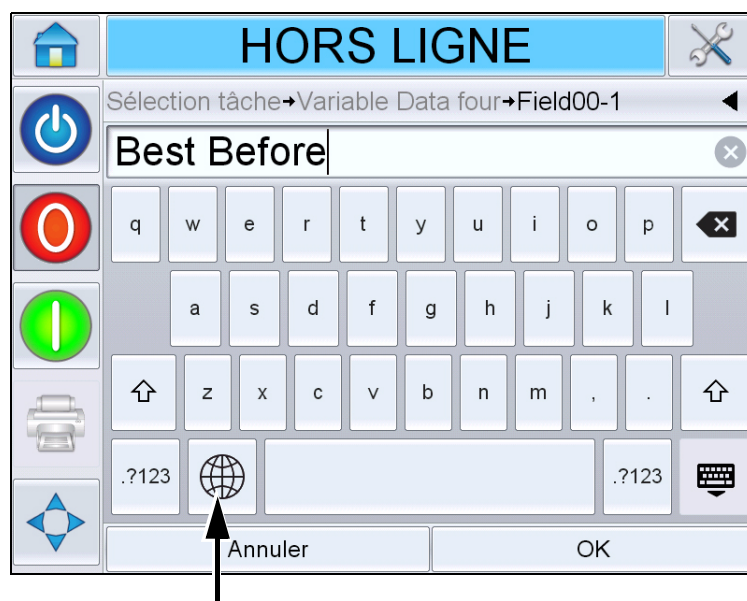 HORS LIGNE
Sélection tâche→Variable Data four→Field00-1
Best Before
q w e r t y u i o p
a s d f g h j k l
z x c v b n m , .
.?123 .?123
Annuler OK